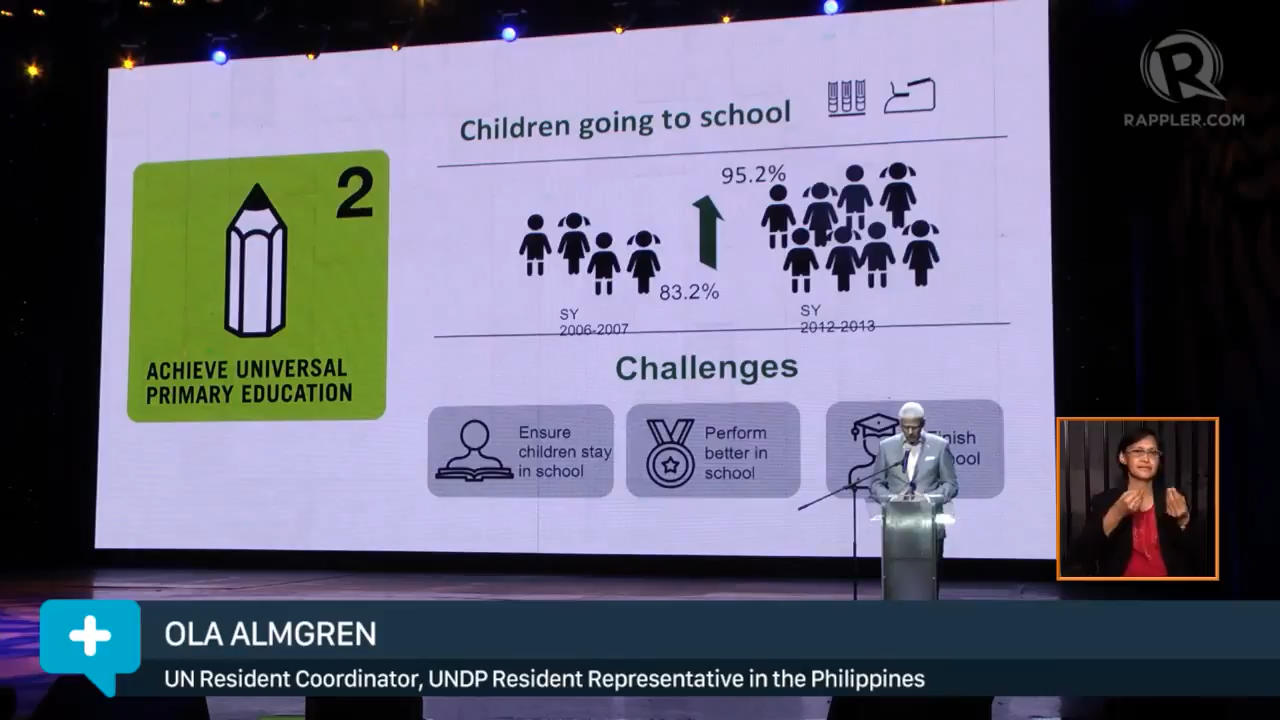 RAPPLER.COM
Children going to school
2
95.2%
83.2%
SY
2006-2007
SY
2012-2013
ACHIEVE UNIVERSAL
PRIMARY EDUCATION
Challenges
Ensure
children stay
in school
Perform
better in
school
OLA ALMGREN
UN Resident Coordinator, UNDP Resident Representative in the Philippines